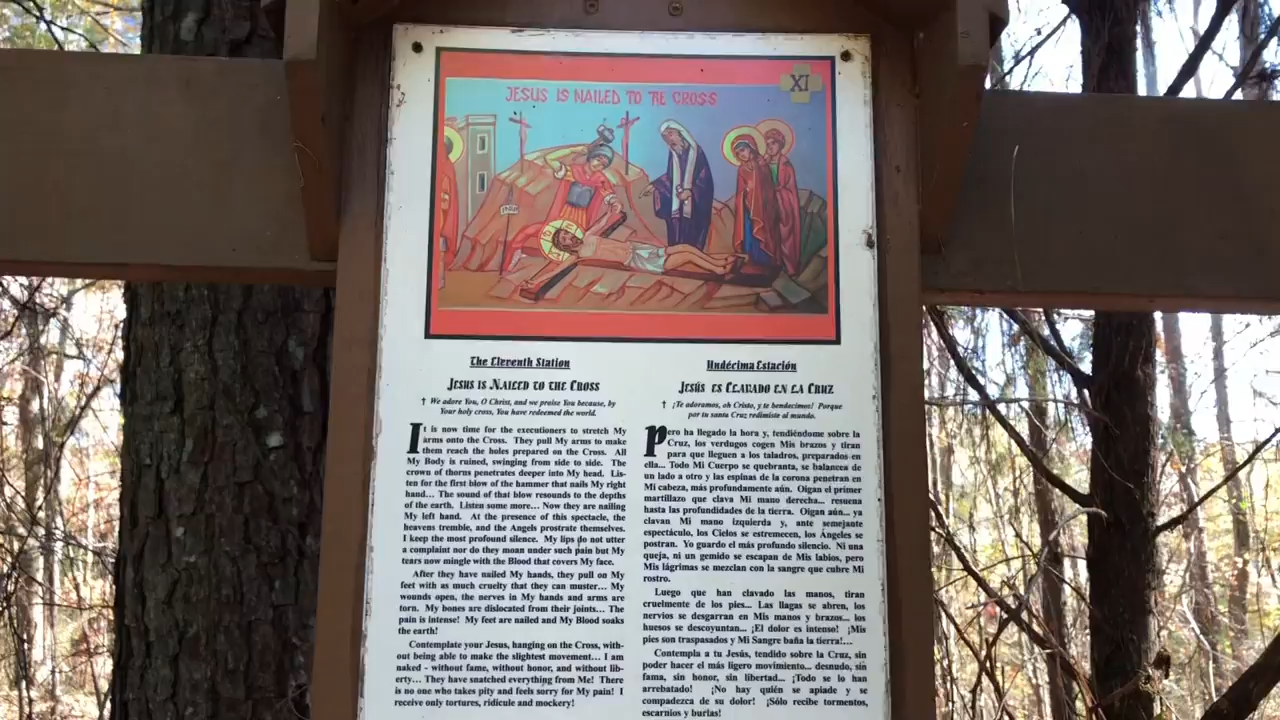 XI
JESUS IS NAILED TO TE CROSS
The Eleventh Station
JESUS IS NAILED TO THE CROSS
† We adore You, O Christ, and we praise You because, by
Your holy cross, You have redeemed the world.
It is now time for the executioners to stretch My
arms onto the Cross. They pull My arms to make
them reach the holes prepared on the Cross. All
My Body is ruined, swinging from side to side. The
crown of thorns penetrates deeper into My head. Lis-
ten for the first blow of the hammer that nails My right
hand... The sound of that blow resounds to the depths
of the earth. Listen some more... Now they are nailing
My left hand. At the presence of this spectacle, the
heavens tremble, and the Angels prostrate themselves.
I keep the most profound silence. My lips do not utter
a complaint nor do they moan under such pain but My
tears now mingle with the Blood that covers My face.
After they have nailed My hands, they pull on My
feet with as much cruelty that they can muster... My
wounds open, the nerves in My hands and arms are
torn. My bones are dislocated from their joints... The
pain is intense! My feet are nailed and My Blood soaks
the earth!
Contemplate your Jesus, hanging on the Cross, with-
out being able to make the slightest movement... I am
naked - without fame, without honor, and without lib-
erty... They have snatched everything from Me! There
is no one who takes pity and feels sorry for My pain! I
receive only tortures, ridicule and mockery!
Undécima Estación
JESÚS ES CLAVADO EN LA CRUZ
† ¡Te adoramos, oh Cristo, y te bendecimos! Porque
por tu santa Cruz redimiste al mundo.
Pero ha llegado la hora y, tendiéndome sobre la
Cruz, los verdugos cogen Mis brazos y tiran
para que lleguen a los taladros, preparados en
ella... Todo Mi Cuerpo se quebranta, se balancea de
un lado a otro y las espinas de la corona penetran en
Mi cabeza, más profundamente aún. Oigan el primer
martillazo que clava Mi mano derecha... resuena
hasta las profundidades de la tierra. Oigan aún... ya
clavan Mi mano izquierda y, ante semejante
espectáculo, los Cielos se estremecen, los Ángeles se
postran. Yo guardo el más profundo silencio. Ni una
queja, ni un gemido se escapan de Mis labios, pero
Mis lágrimas se mezclan con la sangre que cubre Mi
rostro.
Luego que han clavado las manos, tiran
cruelmente de los pies... Las llagas se abren, los
nervios se desgarran en Mis manos y brazos... los
huesos se descoyuntan... ¡El dolor es intenso! ¡Mis
pies son traspasados y Mi Sangre baña la tierra!...
Contempla a tu Jesús, tendido sobre la Cruz, sin
poder hacer el más ligero movimiento... desnudo, sin
fama, sin honor, sin libertad... ¡Todo se lo han
arrebatado! ¡No hay quién se apiade y se
compadezca de su dolor! ¡Sólo recibe tormentos,
escarnios y burlas!